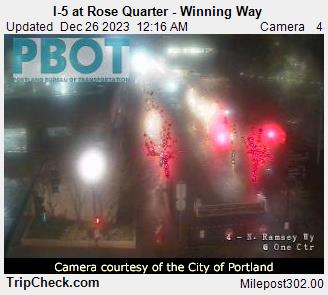 I-5 at Rose Quarter - Winning Way
Updated Dec 26 2023 12:16 AM Camera 4
PBOT
PORTLAND BUREAU OF TRANSPORTATION
4 - N. Ramsey Wy
@ One Ctr
Camera courtesy of the City of Portland
TripCheck.com Milepost302.00